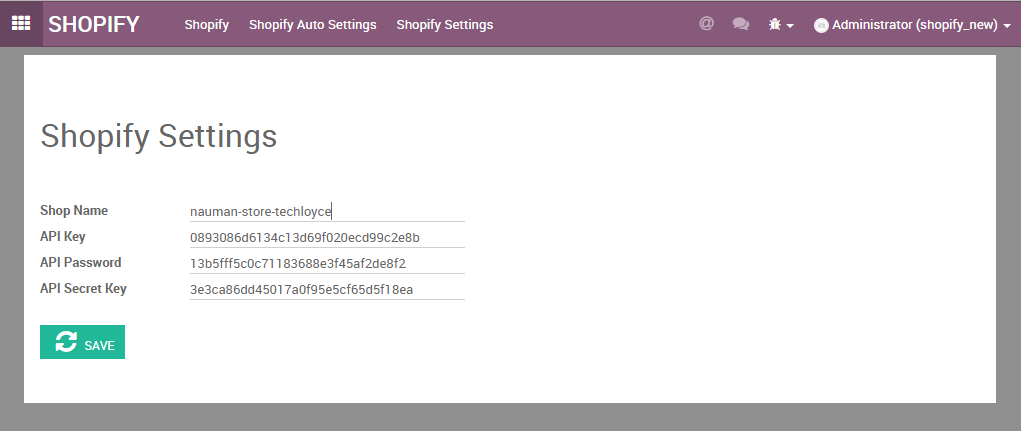 SHOPIFY Shopify Shopify Auto Settings Shopify Settings @ Administrator (shopify_new)
Shopify Settings
Shop Name nauman-store-techloyce
API Key 0893086d6134c13d69f020ecd99c2e8b
API Password 13b5fff5c0c71183688e3f45af2de8f2
API Secret Key 3e3ca86dd45017a0f95e5cf65d5f18ea
SAVE